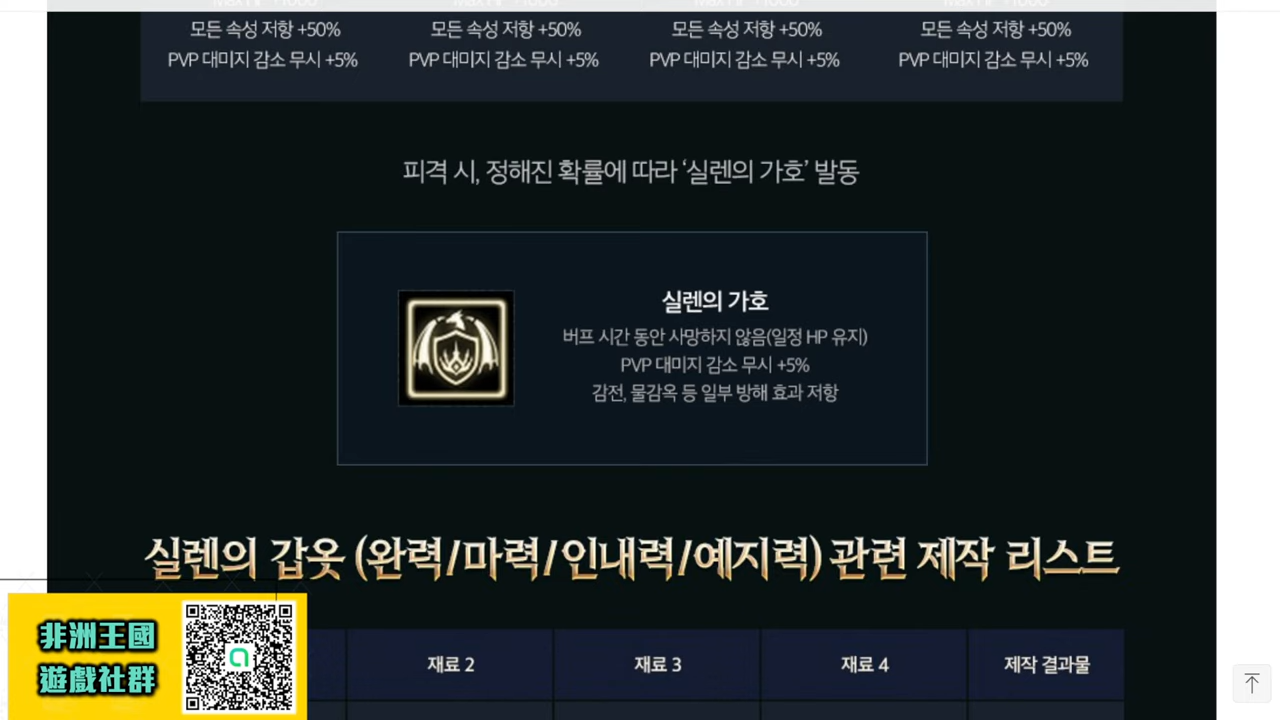 모든 속성 저항 +50% 모든 속성 저항 +50% 모든 속성 저항 +50% 모든 속성 저항 +50%
PVP 대미지 감소 무시 +5% PVP 대미지 감소 무시 +5% PVP 대미지 감소 무시 +5% PVP 대미지 감소 무시 +5%
피격 시, 정해진 확률에 따라 ‘실렌의 가호’ 발동
실렌의 가호
버프 시간 동안 사망하지 않음(일정 HP 유지)
PVP 대미지 감소 무시 +5%
감전, 물감옥 등 일부 방해 효과 저항
실렌의 갑옷 (완력/마력/인내력/예지력) 관련 제작 리스트
재료 2 재료 3 재료 4 제작 결과물
非洲王國
遊戲社群